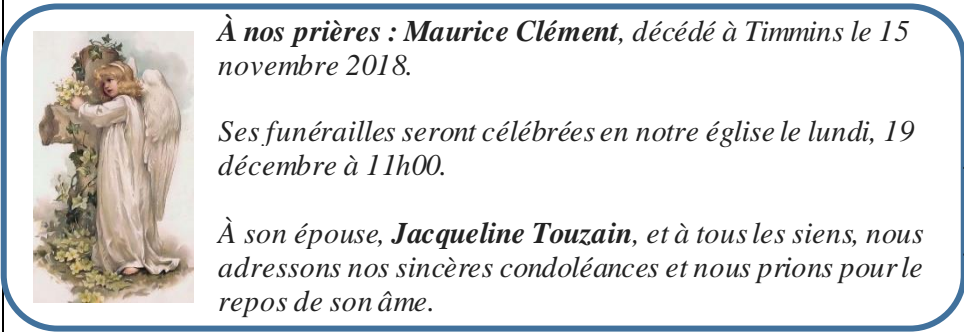 À nos prières : Maurice Clément, décédé à Timmins le 15
novembre 2018.
Ses funérailles seront célébrées en notre église le lundi, 19
décembre à 11h00.
À son épouse, Jacqueline Touzain, et à tous les siens, nous
adressons nos sincères condoléances et nous prions pour le
repos de son âme.